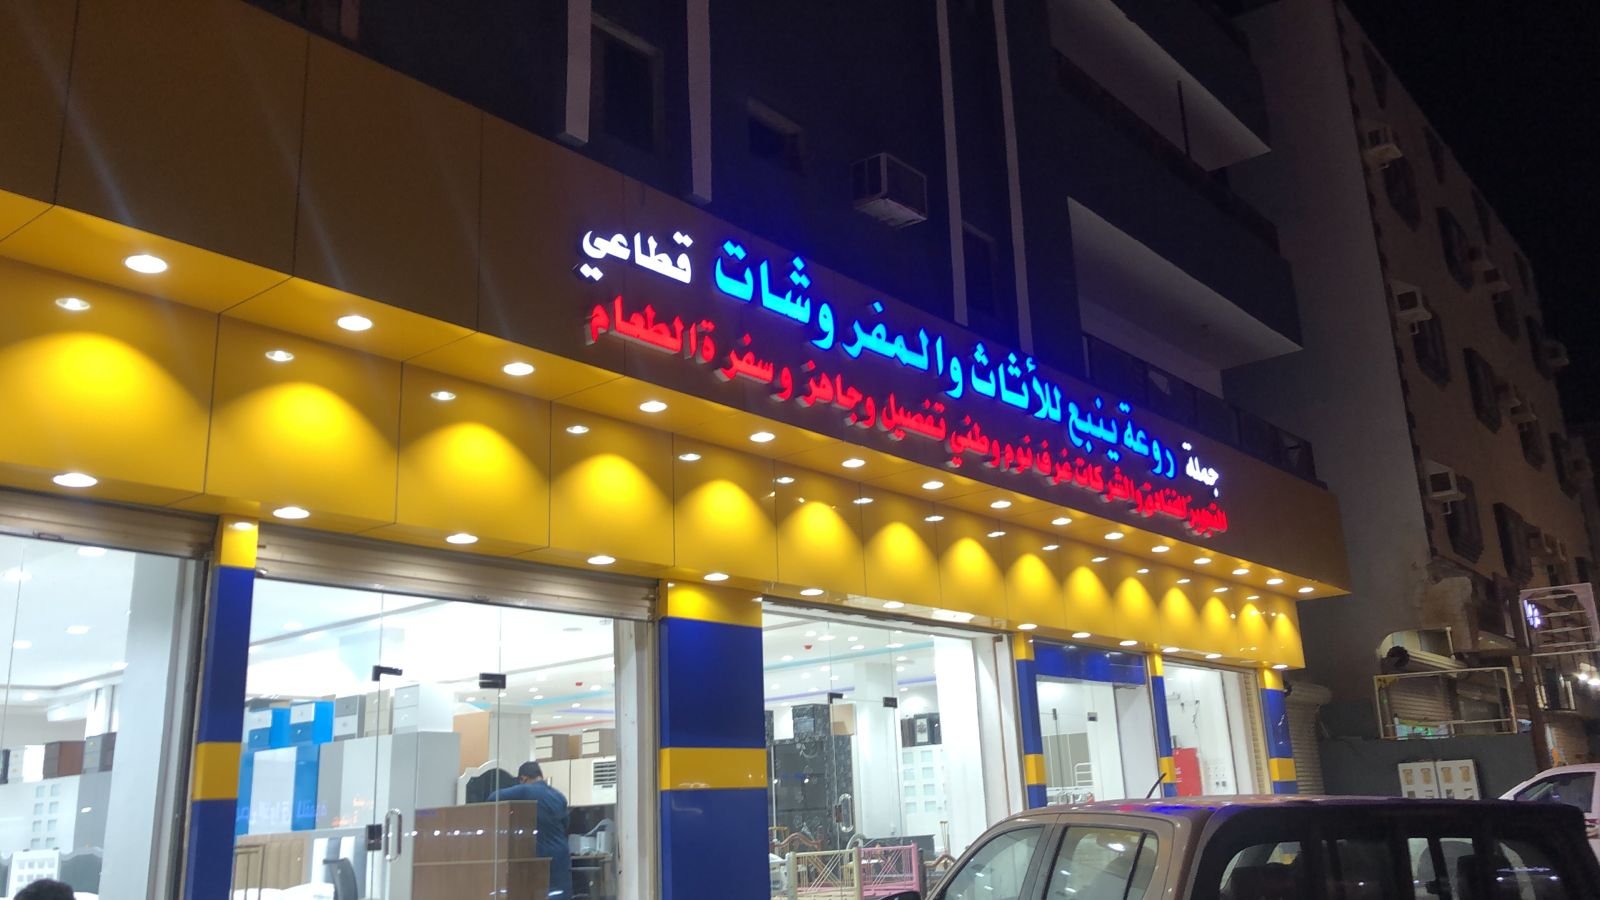 جملة روعة ينبع للأثاث والمفروشات قطاعي
تجهيز الفنادق والشركات غرف نوم وطني تفصيل وجاهز وسفرة الطعام